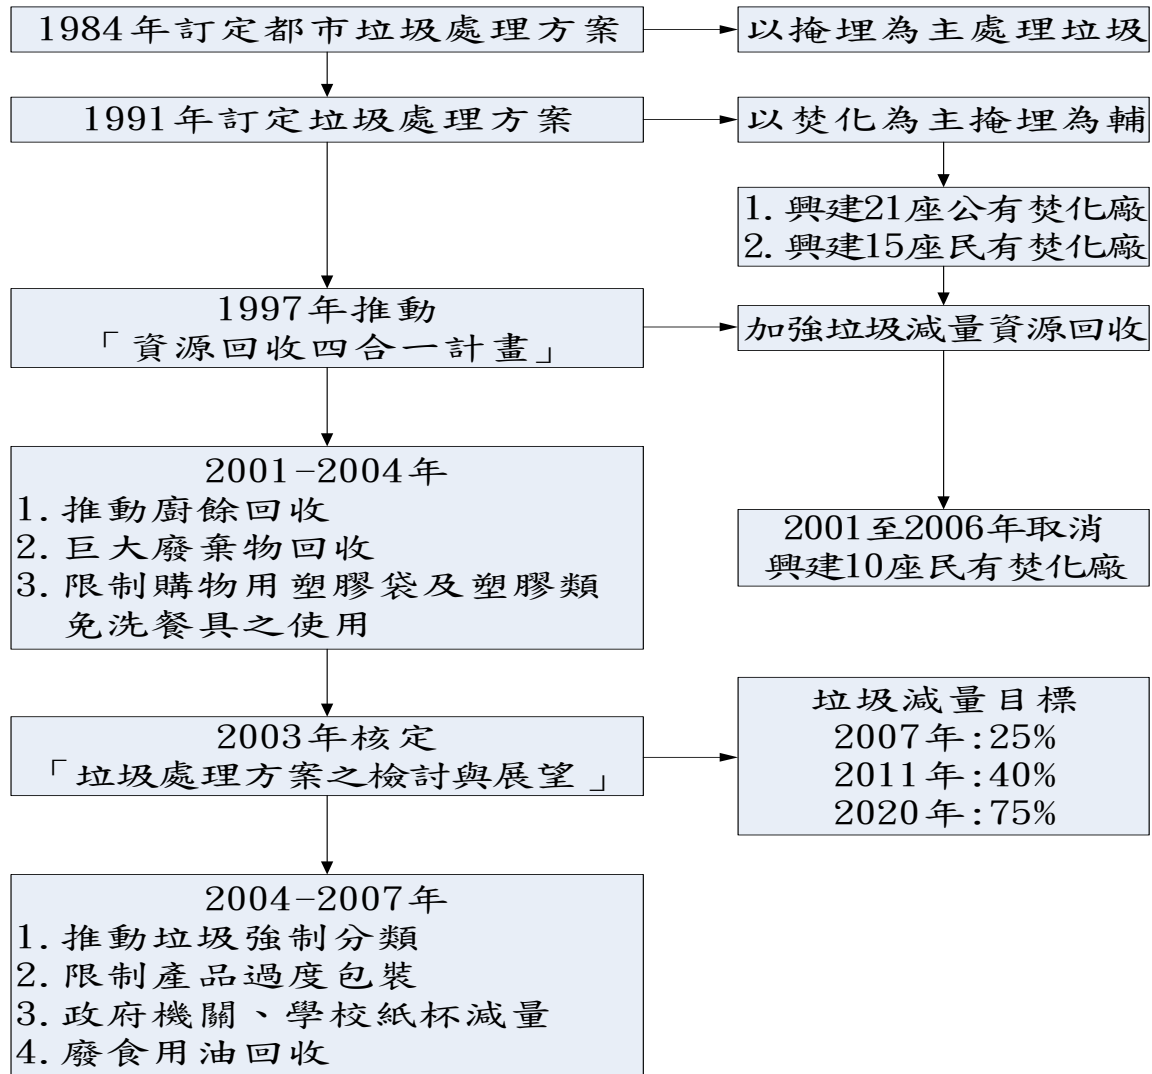 1984年訂定都市垃圾處理方案
以掩埋為主處理垃圾
1991年訂定垃圾處理方案
以焚化為主掩埋為輔
1. 興建21座公有焚化廠
2. 興建15座民有焚化廠
1997年推動
「資源回收四合一計畫」
加強垃圾減量資源回收
2001-2004年
1. 推動廚餘回收
2. 巨大廢棄物回收
3. 限制購物用塑膠袋及塑膠類
免洗餐具之使用
2001至2006年取消
興建10座民有焚化廠
2003年核定
「垃圾處理方案之檢討與展望」
垃圾減量目標
2007年:25%
2011年:40%
2020年:75%
2004-2007年
1. 推動垃圾強制分類
2. 限制產品過度包裝
3. 政府機關、學校紙杯減量
4. 廢食用油回收